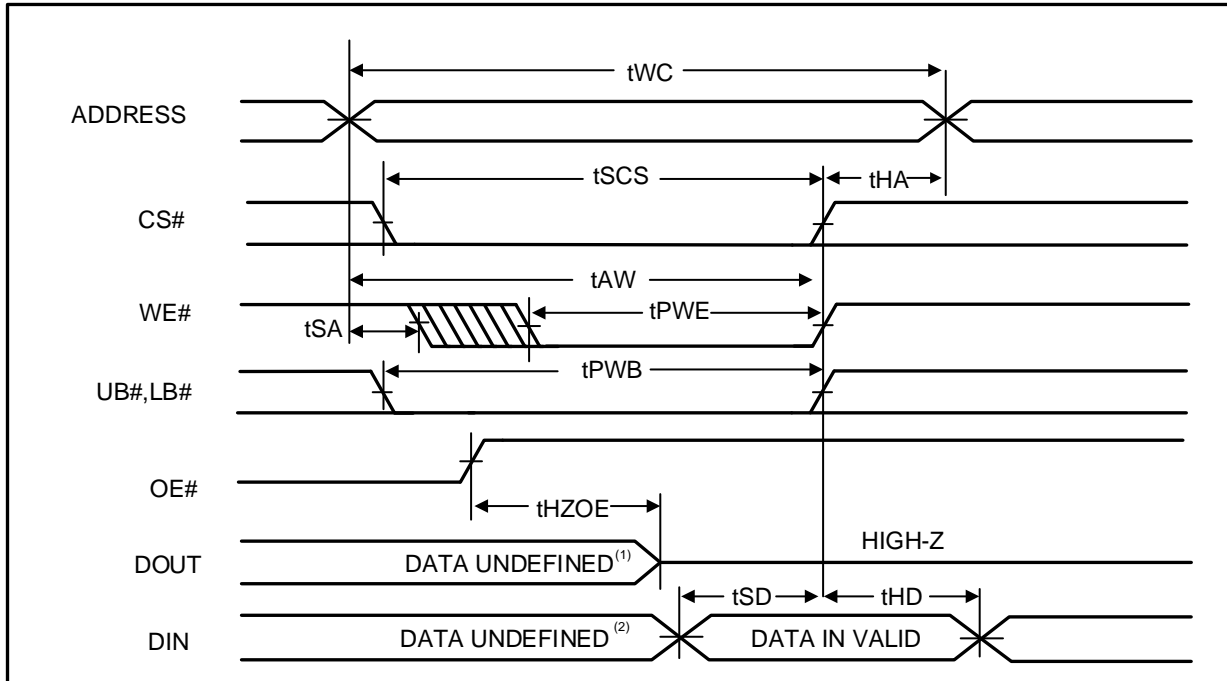 tWC
ADDRESS
tSCS
tHA
CS#
tAW
WE#
tSA
tPWE
tPWB
UB#,LB#
OE#
tHZOE
HIGH-Z
DOUT
DATA UNDEFINED (1)
tSD
tHD
DIN
DATA UNDEFINED (2)
DATA IN VALID